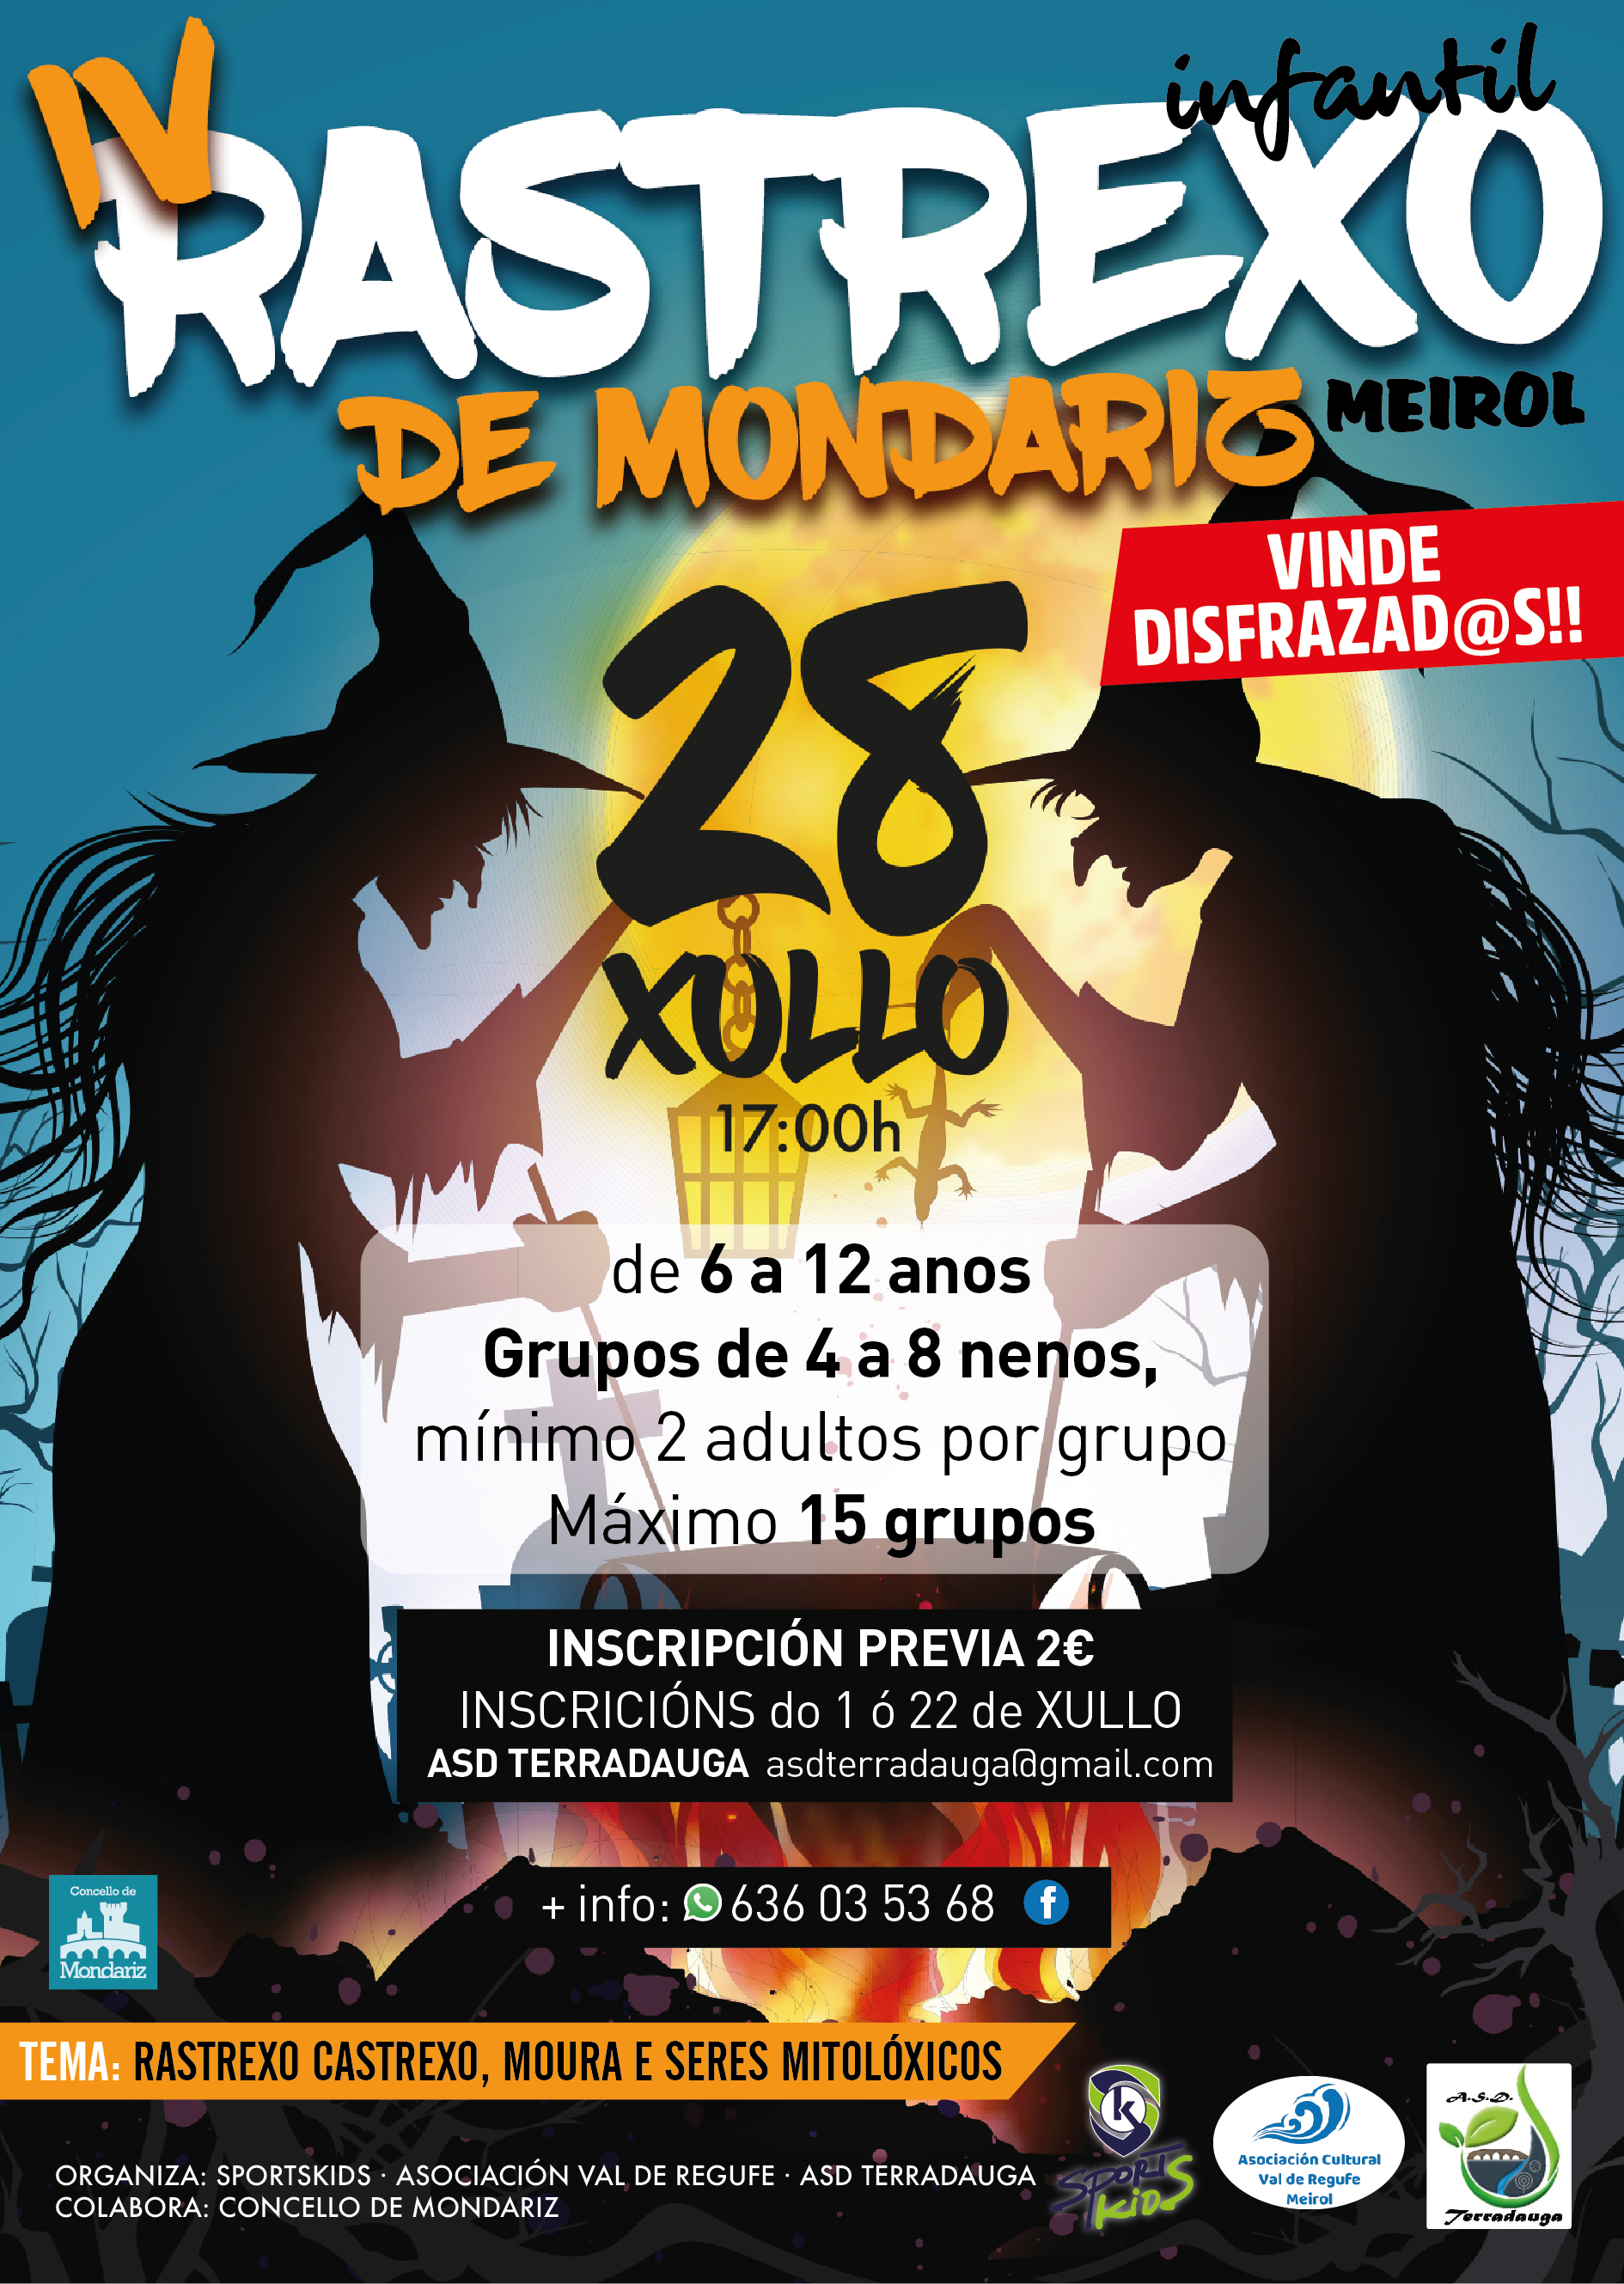 IV
infantil
RASTREXO
DE MONDARIZ
MEIROL
VINDE
DISFRAZAD@S!!
28
XULLO
17:00h
de 6 a 12 anos
Grupos de 4 a 8 nenos,
mínimo 2 adultos por grupo
Máximo 15 grupos
INSCRIPCIÓN PREVIA 2€
INSCRICIÓNS do 1 ó 22 de XULLO
ASD TERRADAUGA asdterradauga@gmail.com
+ info: 636 03 53 68 f
Concello de
Mondariz
TEMA: RASTREXO CASTREXO, MOURA E SERES MITOLÓXICOS
ORGANIZA: SPORTSKIDS · ASOCIACIÓN VAL DE REGUFE · ASD TERRADAUGA
COLABORA: CONCELLO DE MONDARIZ
k
SPORTS
KiDS
Asociación Cultural
Val de Regufe
Meirol
A.S.D.
Terradauga